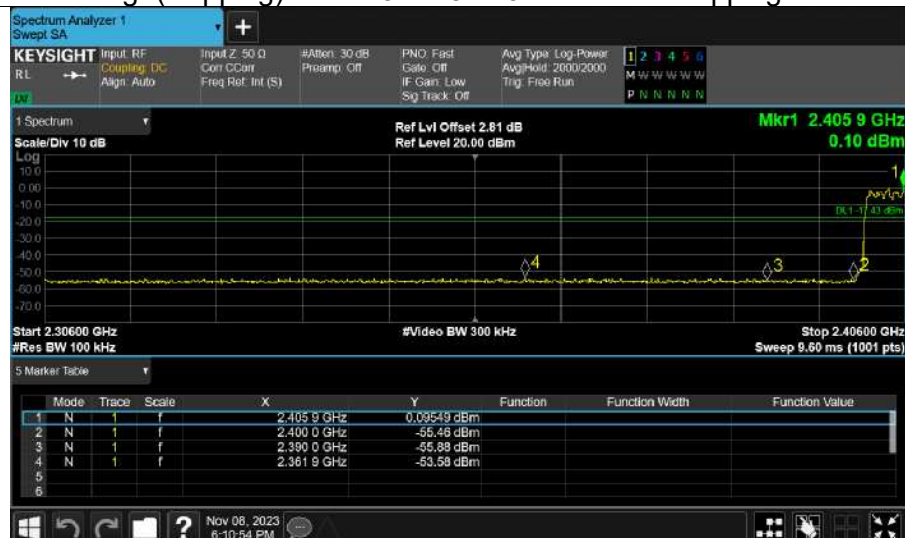 Spectrum Analyzer 1
Swept SA
+
KEYSIGHT Input: RF Input Z: 50 Ω #Atten: 30 dB PNO: Fast Avg Type: Log-Power 1 2 3 4 5 6
RL Coupling: DC Corr CCorr Preamp: Off Gate: Off Avg|Hold: 2000/2000 M W W W W W
Align: Auto Freq Ref: Int (S) IF Gain: Low Trig: Free Run
Sig Track: Off P N N N N N
1 Spectrum Ref Lvl Offset 2.81 dB Mkr1 2.405 9 GHz
Scale/Div 10 dB Ref Level 20.00 dBm 0.10 dBm
Log
10.0 1
0.00
-10.0 DL1 -17.43 dBm
-20.0
-30.0
-40.0
-50.0 4 3 2
-60.0
-70.0
Start 2.30600 GHz #Video BW 300 kHz Stop 2.40600 GHz
#Res BW 100 kHz Sweep 9.60 ms (1001 pts)
5 Marker Table
Mode Trace Scale X Y Function Function Width Function Value
1 N 1 f 2.405 9 GHz 0.09549 dBm
2 N 1 f 2.400 0 GHz -55.46 dBm
3 N 1 f 2.390 0 GHz -55.88 dBm
4 N 1 f 2.361 9 GHz -53.58 dBm
5
6
? Nov 08, 2023
6:10:54 PM